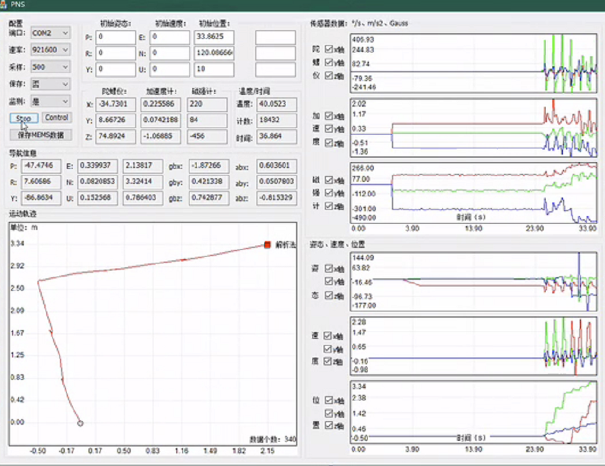 PNS
配置
端口： COM2
速率： 921600
采样： 500
保存： 否
监测： 是
Stop Control
保存MEMS数据
初始姿态： 初始速度： 初始位置：
P: 0 E: 0 33.8625
R: 0 N: 0 120.086666
Y: 0 U: 0 10
陀螺仪： 加速度计： 磁强计： 温度/时间
X: -34.7301 0.225586 220 温度： 40.0523
Y: 8.66726 0.0742188 84 计数： 18432
Z: 74.8924 -1.06885 -456 时间： 36.864
导航信息
P: -47.4746 E: 0.339937 2.13817 gbx: -1.87266 abx: 0.603601
R: 7.60686 N: 0.0820853 3.32414 gby: 0.421338 aby: 0.0507803
Y: -86.8634 U: 0.152568 0.786403 gbz: 0.742877 abz: -0.815329
运动轨迹
单位： m
3.34
2.92
2.50
2.09
1.67
1.25
0.83
0.42
0.00
-0.50 -0.17 0.17 0.50 0.82 1.15 1.49 1.82 2.15
解析法
数据个数： 340
传感器数据： °/s、m/s2、Gauss
陀螺仪 x轴 y轴 z轴
406.93
244.83
82.74
-79.36
-241.46
加速度 x轴 y轴 z轴
2.02
1.17
0.33
-0.51
-1.36
磁强计 x轴 y轴 z轴
266.00
77.00
-112.00
-301.00
-490.00
时间 (s)
0.00 3.90 8.90 13.90 18.90 23.90 28.90 33.90
姿态、速度、位置
姿态 x轴 y轴 z轴
144.09
63.82
-16.46
-96.73
-177.00
速度 x轴 y轴 z轴
2.28
1.47
0.65
-0.16
-0.98
位置 x轴 y轴 z轴
3.34
2.38
1.42
0.46
-0.50
时间 (s)
0.00 3.90 8.90 13.90 18.90 23.90 28.90 33.90